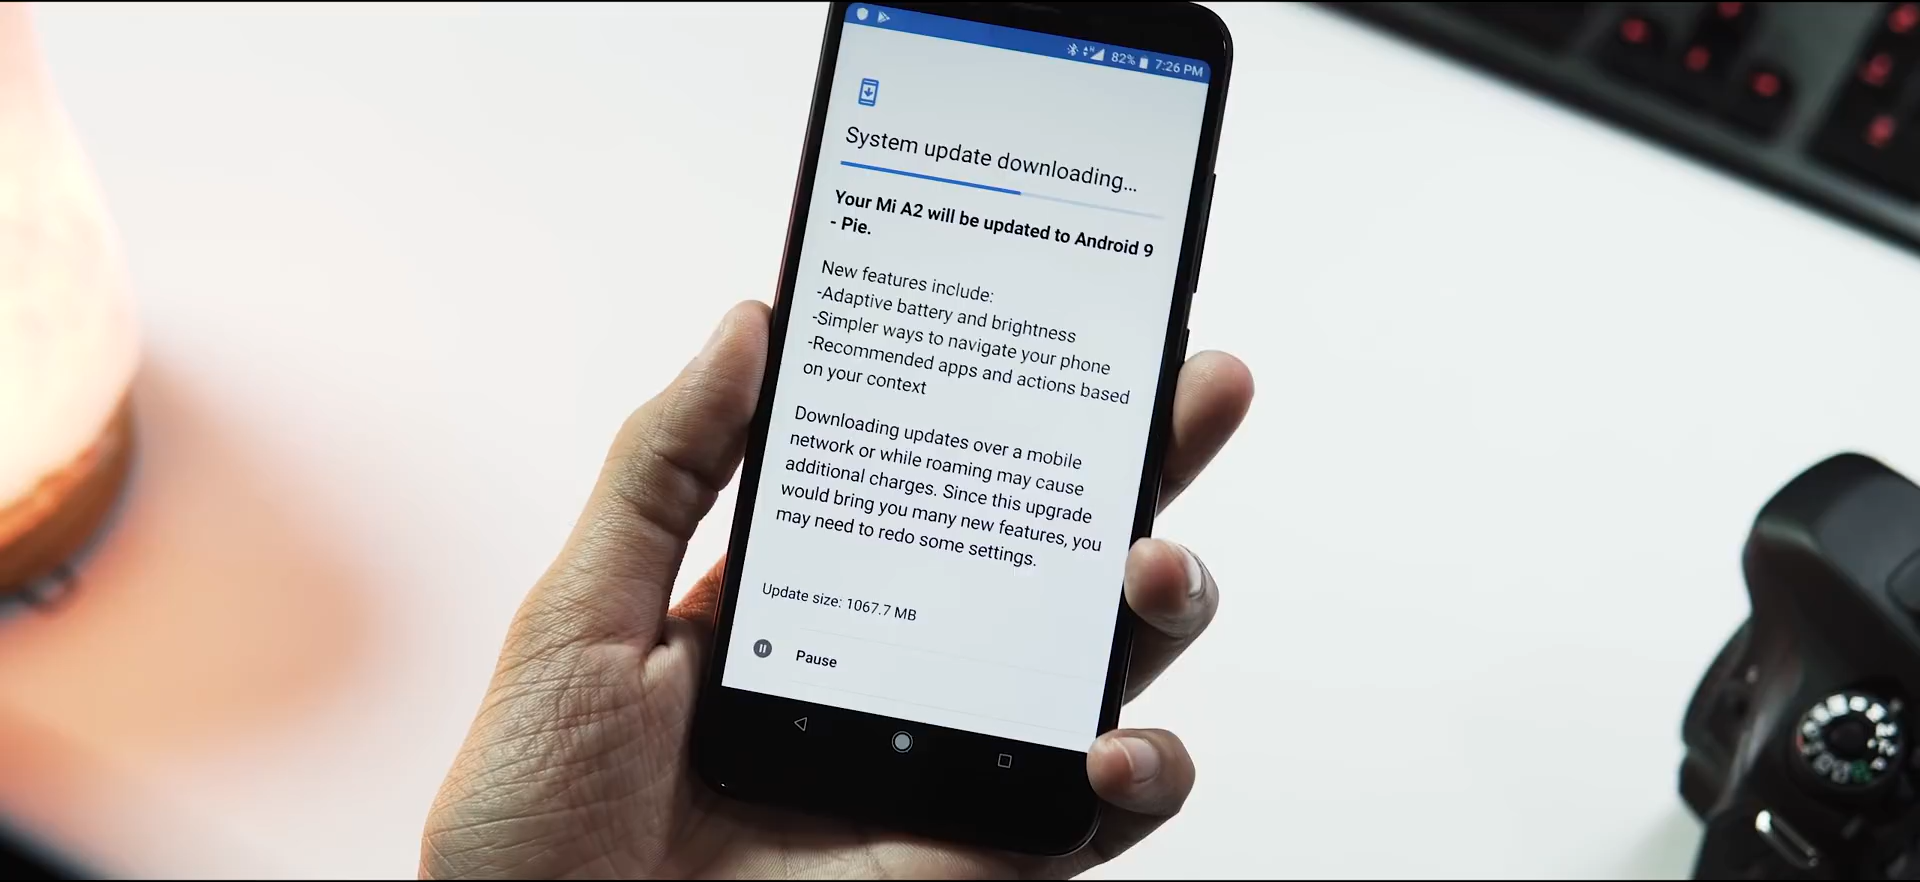 82% 7:26 PM
System update downloading...
Your Mi A2 will be updated to Android 9
- Pie.
New features include:
-Adaptive battery and brightness
-Simpler ways to navigate your phone
-Recommended apps and actions based
on your context
Downloading updates over a mobile
network or while roaming may cause
additional charges. Since this upgrade
would bring you many new features, you
may need to redo some settings.
Update size: 1067.7 MB
Pause